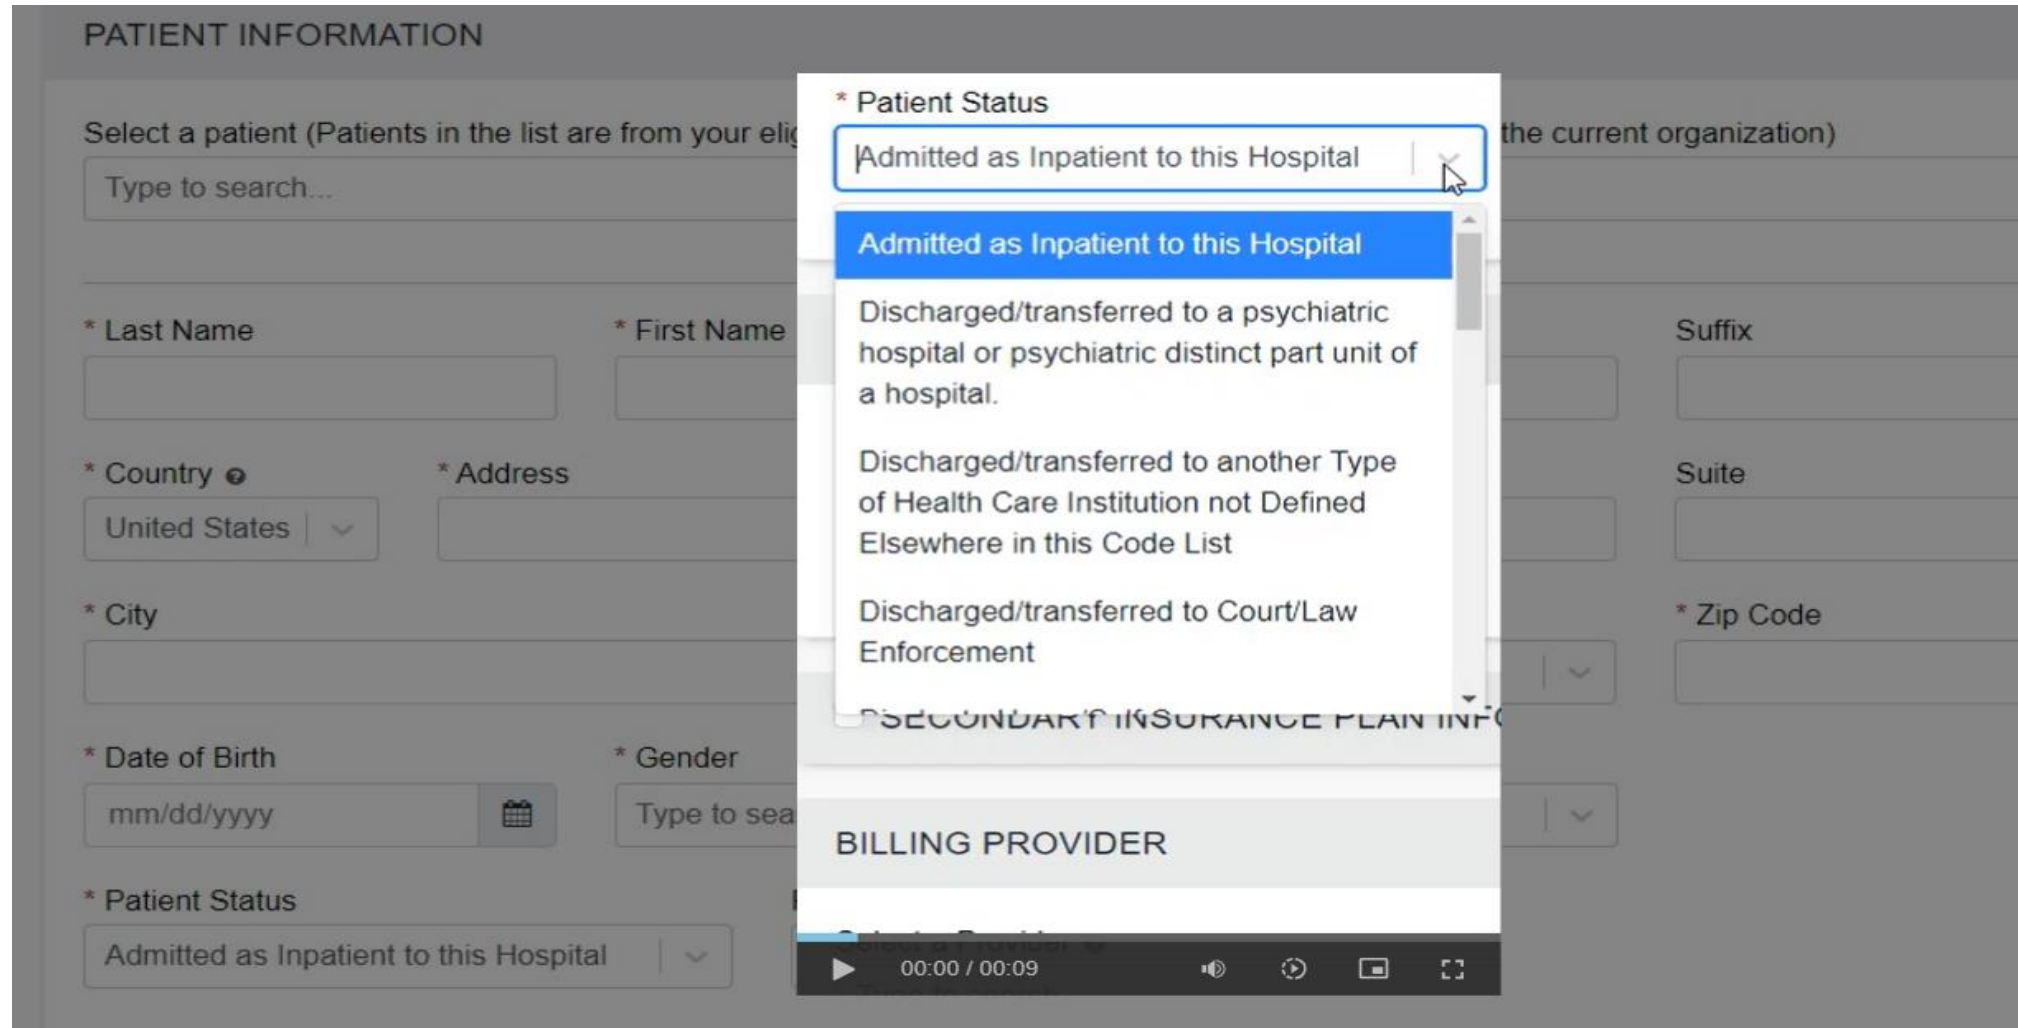 PATIENT INFORMATION
Select a patient (Patients in the list are from your elig
the current organization)
Type to search...
* Last Name
* First Name
Suffix
* Country
* Address
Suite
United States
* City
* Zip Code
* Date of Birth
* Gender
mm/dd/yyyy
Type to sea
* Patient Status
Admitted as Inpatient to this Hospital
* Patient Status
Admitted as Inpatient to this Hospital
Admitted as Inpatient to this Hospital
Discharged/transferred to a psychiatric
hospital or psychiatric distinct part unit of
a hospital.
Discharged/transferred to another Type
of Health Care Institution not Defined
Elsewhere in this Code List
Discharged/transferred to Court/Law
Enforcement
SECONDARY INSURANCE PLAN INFO
BILLING PROVIDER
Select a Provider
00:00 / 00:09